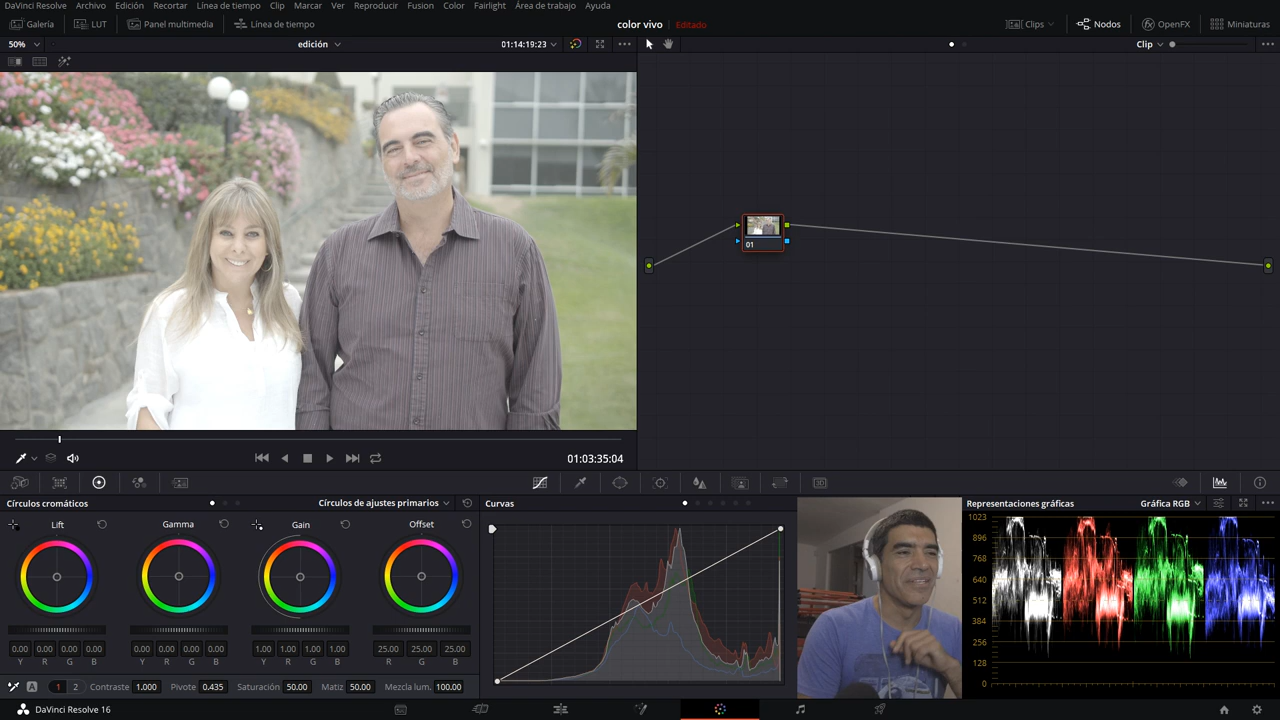 DaVinci Resolve Archivo Edición Recortar Línea de tiempo Clip Marcar Ver Reproducir Fusion Color Fairlight Área de trabajo Ayuda
Galería LUT Panel multimedia Línea de tiempo color vivo Editado Clips Nodos OpenFX Miniaturas
50% edición 01:14:19:23 Clip
01
01:03:35:04
Círculos cromáticos Círculos de ajustes primarios Curvas Representaciones gráficas Gráfica RGB
Lift Gamma Gain Offset
1023
896
768
640
512
384
256
128
0
0.00 0.00 0.00 0.00 0.00 0.00 0.00 0.00 1.00 1.00 1.00 1.00 25.00 25.00 25.00
Y R G B Y R G B Y R G B R G B
A 1 2 Contraste 1.000 Pivote 0.435 Saturación 50.00 Matiz 50.00 Mezcla lum. 100.00
DaVinci Resolve 16